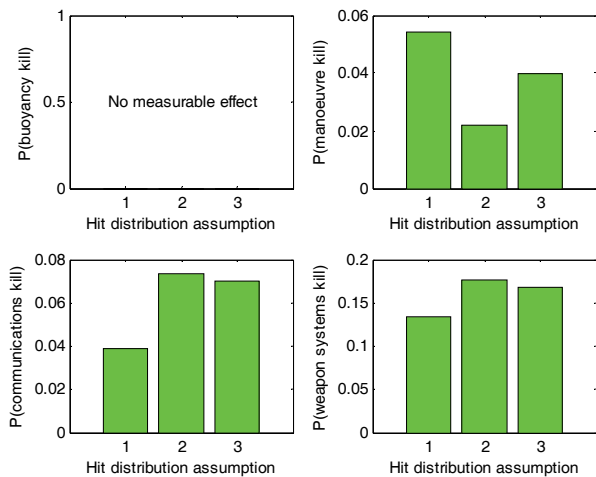 P(buoyancy kill)
1
0.5
0
No measurable effect
1 2 3
Hit distribution assumption
P(manoeuvre kill)
0.06
0.04
0.02
0
1 2 3
Hit distribution assumption
P(communications kill)
0.08
0.06
0.04
0.02
0
1 2 3
Hit distribution assumption
P(weapon systems kill)
0.2
0.15
0.1
0.05
0
1 2 3
Hit distribution assumption